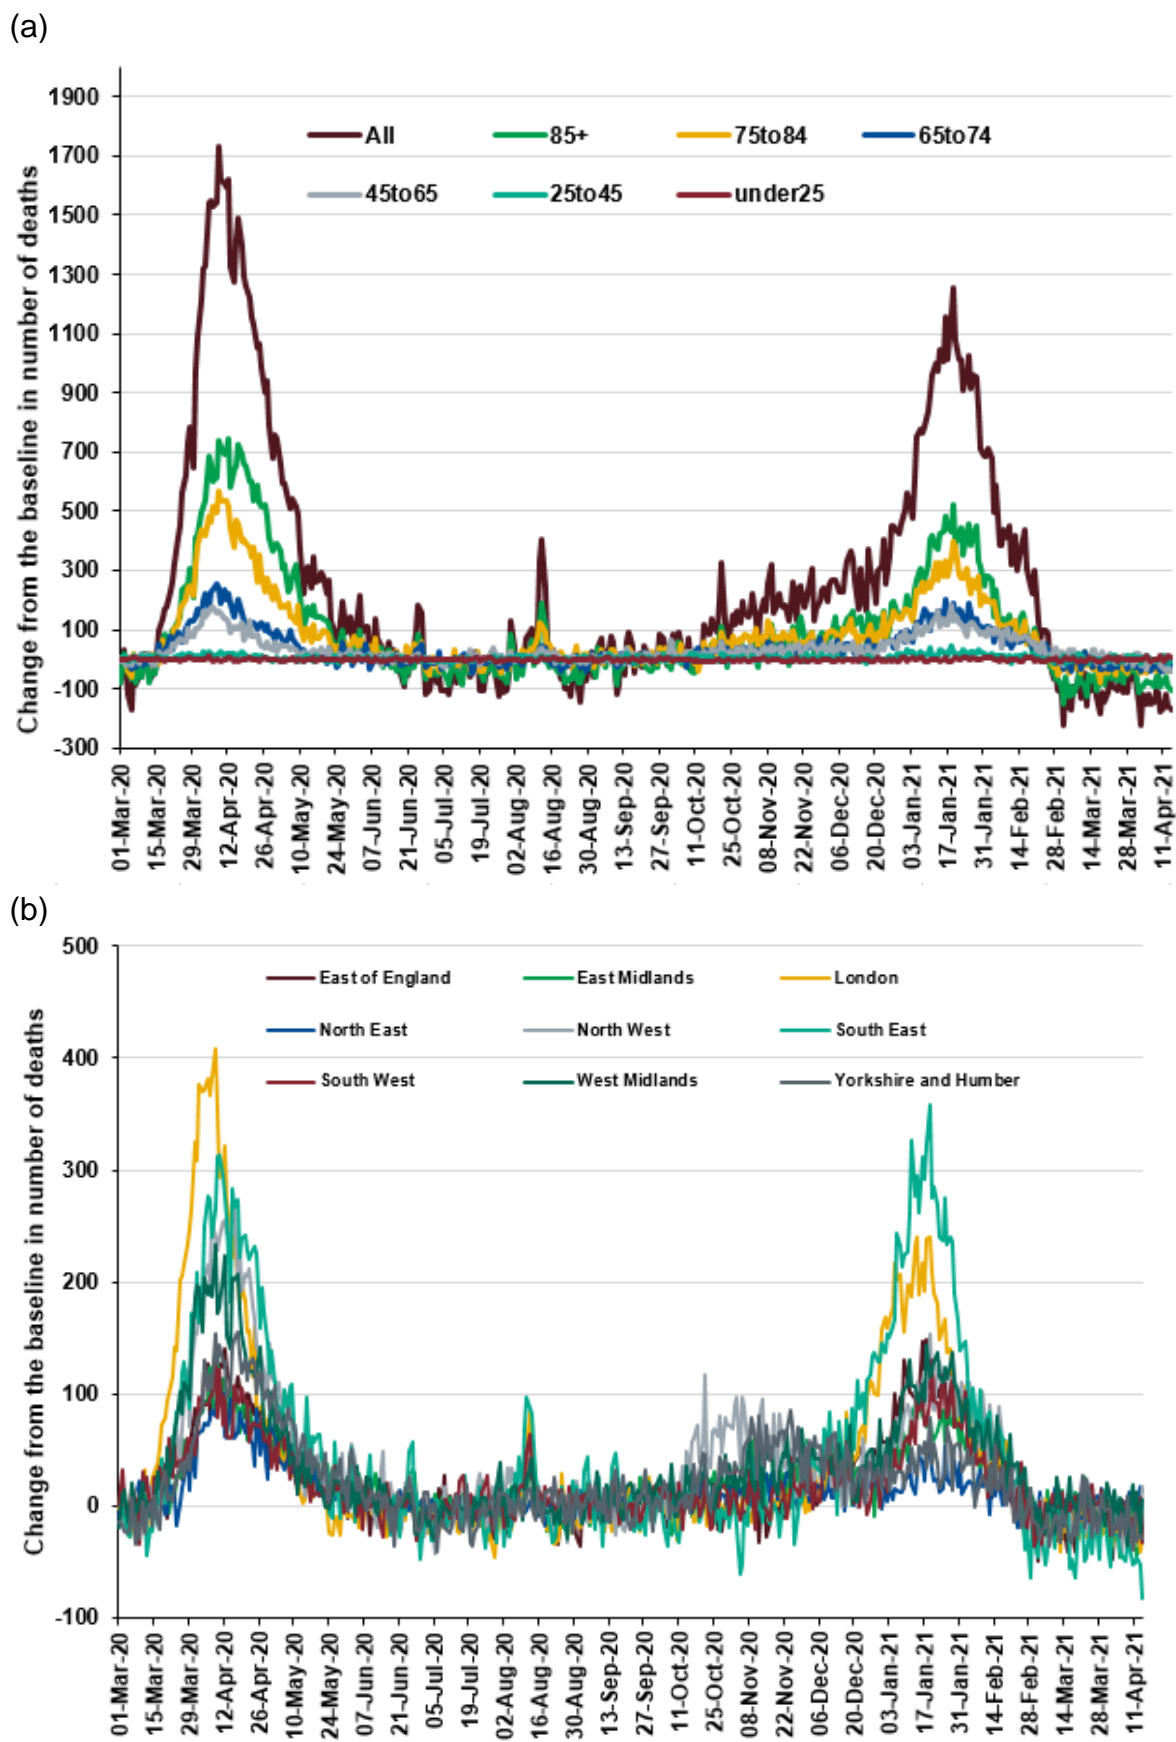 (a)
Change from the baseline in number of deaths
1900
1700
1500
1300
1100
900
700
500
300
100
-100
-300
All 85+ 75to84 65to74
45to65 25to45 under25
01-Mar-20 15-Mar-20 29-Mar-20 12-Apr-20 26-Apr-20 10-May-20 24-May-20 07-Jun-20 21-Jun-20 05-Jul-20 19-Jul-20 02-Aug-20 16-Aug-20 30-Aug-20 13-Sep-20 27-Sep-20 11-Oct-20 25-Oct-20 08-Nov-20 22-Nov-20 06-Dec-20 20-Dec-20 03-Jan-21 17-Jan-21 31-Jan-21 14-Feb-21 28-Feb-21 14-Mar-21 28-Mar-21 11-Apr-21
(b)
Change from the baseline in number of deaths
500
400
300
200
100
0
-100
East of England East Midlands London
North East North West South East
South West West Midlands Yorkshire and Humber
01-Mar-20 15-Mar-20 29-Mar-20 12-Apr-20 26-Apr-20 10-May-20 24-May-20 07-Jun-20 21-Jun-20 05-Jul-20 19-Jul-20 02-Aug-20 16-Aug-20 30-Aug-20 13-Sep-20 27-Sep-20 11-Oct-20 25-Oct-20 08-Nov-20 22-Nov-20 06-Dec-20 20-Dec-20 03-Jan-21 17-Jan-21 31-Jan-21 14-Feb-21 28-Feb-21 14-Mar-21 28-Mar-21 11-Apr-21